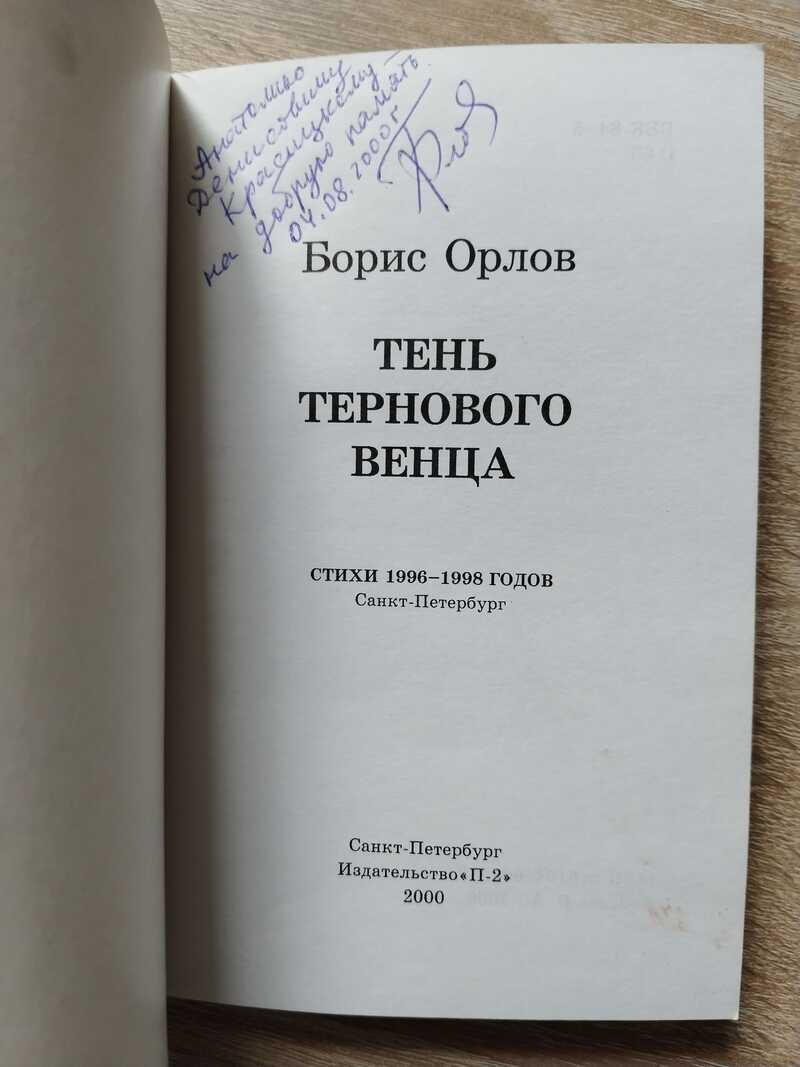 Анатолию
Денисовичу
Красицкому
на добрую память.
04.08.2000г.
Борис Орлов
ТЕНЬ
ТЕРНОВОГО
ВЕНЦА
СТИХИ 1996–1998 ГОДОВ
Санкт-Петербург
Санкт-Петербург
Издательство «П-2»
2000